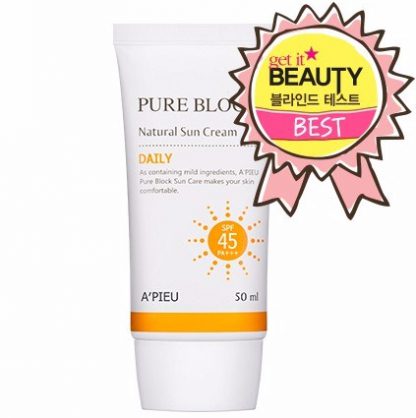 get it
BEAUTY
블라인드 테스트
BEST
PURE BLOC
Natural Sun Cream
DAILY
As containing mild ingredients, A'PIEU
Pure Block Sun Care makes your skin
comfortable.
SPF
45
PA+++
A'PIEU
50 ml